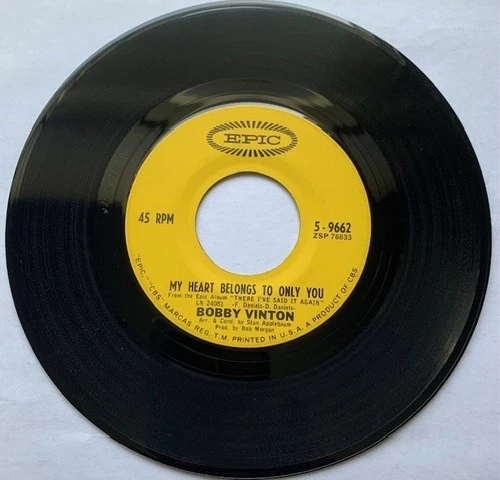 EPIC
45 RPM
5-9662
ZSP 76833
MY HEART BELONGS TO ONLY YOU
From the Epic Album "THERE I'VE SAID IT AGAIN"
LN 24081 -F. Daniels-D. Daniels-
BOBBY VINTON
Arr. & Cond. by Stan Applebaum
Prod. by Bob Morgan
"EPIC," "CBS" MARCAS REG. T.M. PRINTED IN U.S.A. A PRODUCT OF CBS